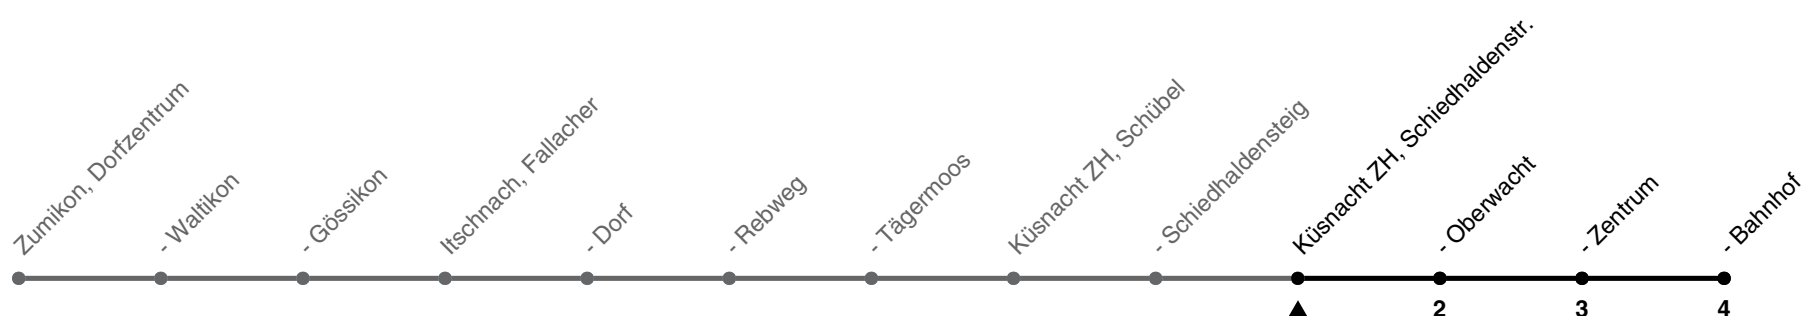 Zumikon, Dorfzentrum
- Waltikon
- Gössikon
Itschnach, Fallacher
- Dorf
- Rebweg
- Tägermoos
Küsnacht ZH, Schübel
- Schiedhaldensteig
Küsnacht ZH, Schiedhaldenstr.
- Oberwacht
- Zentrum
- Bahnhof
2
3
4